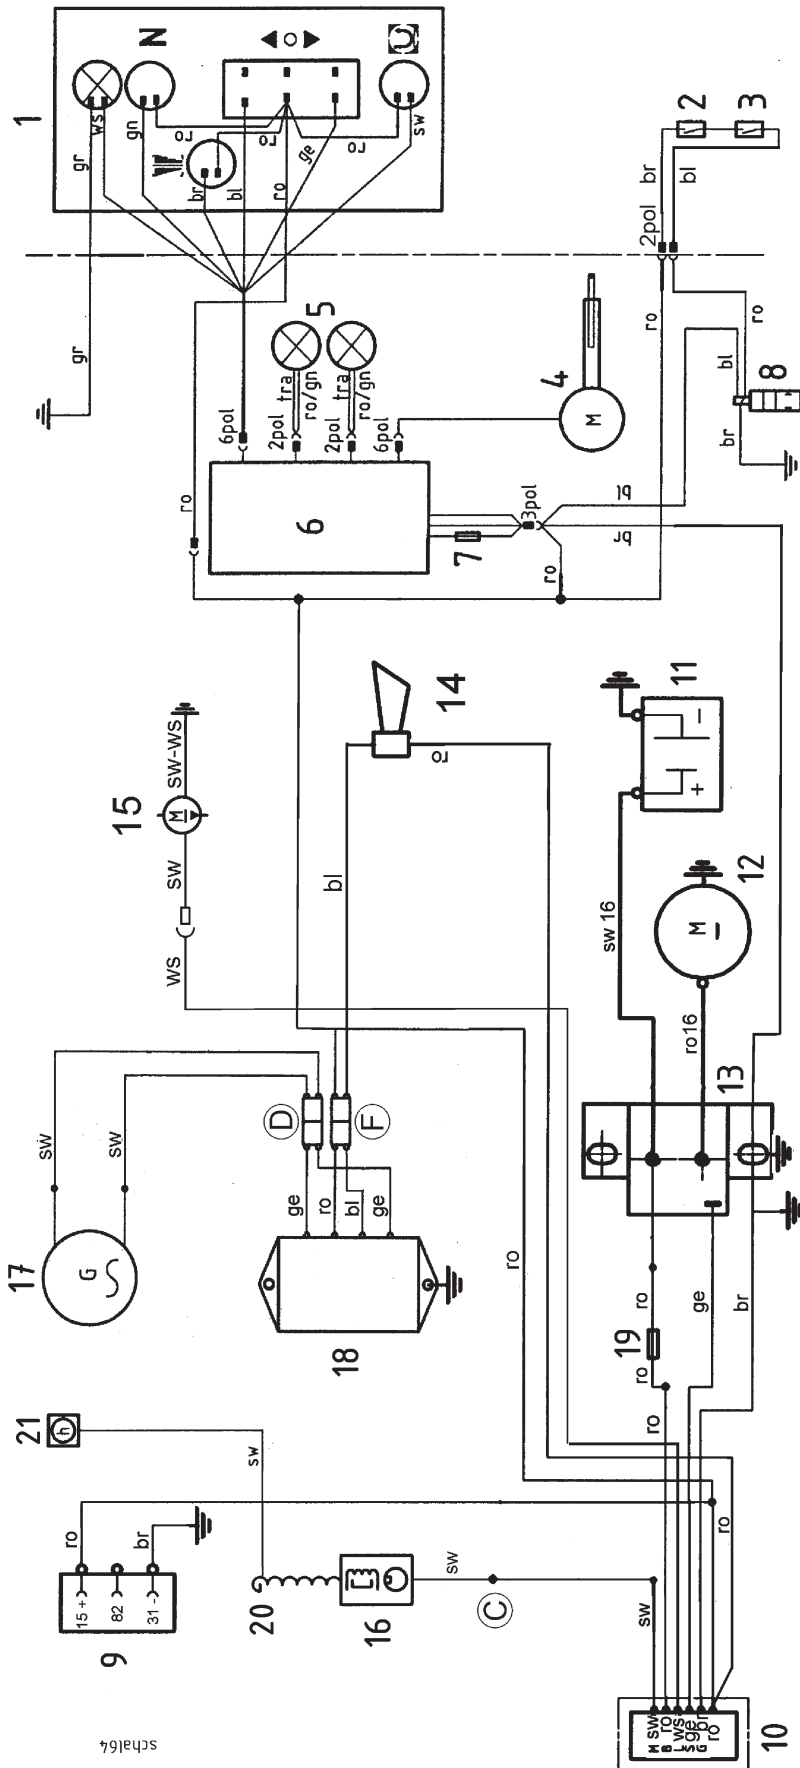 1
gr
ws
gn
N
ro
br
bl
ro
ro
ge
ro
sw
gr
2
3
br
bl
2pol
ro
ro
bl
8
br
ro
6pol
2pol
tra
ro/gn
5
2pol
tra
ro/gn
6pol
4
M
6
7
3pol
ro
bl
br
15
SW-WS
M
SW
WS
14
ro
bl
11
+
−
sw 16
12
M
ro16
13
17
sw
sw
G
D
F
ge
ro
bl
ge
18
ro
19
ro
ro
ro
ge
br
21
h
sw
ro
br
15 +
82
31 -
9
20
16
sw
C
sw
ro
M sw
B ro
L ws
S ge
G br
ro
10
schal64